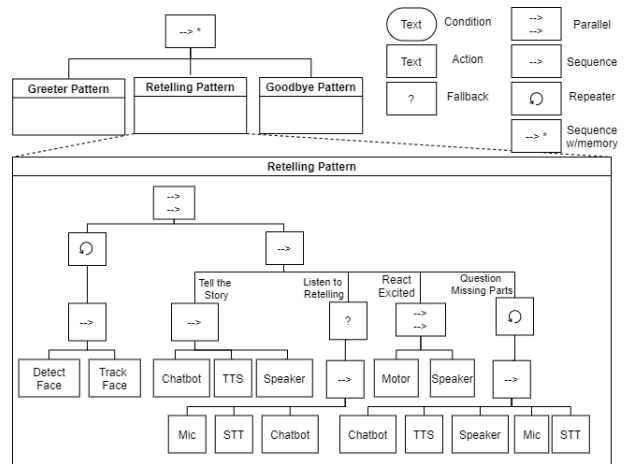 --> *
Greeter Pattern
Retelling Pattern
Goodbye Pattern
Text
Condition
Text
Action
?
Fallback
-->
-->
Parallel
-->
Sequence
Repeater
--> *
Sequence
w/memory
Retelling Pattern
-->
-->
-->
Tell the
Story
Listen to
Retelling
React
Excited
Question
Missing Parts
-->
-->
?
-->
-->
Detect
Face
Track
Face
Chatbot
TTS
Speaker
-->
Motor
Speaker
-->
Mic
STT
Chatbot
Chatbot
TTS
Speaker
Mic
STT